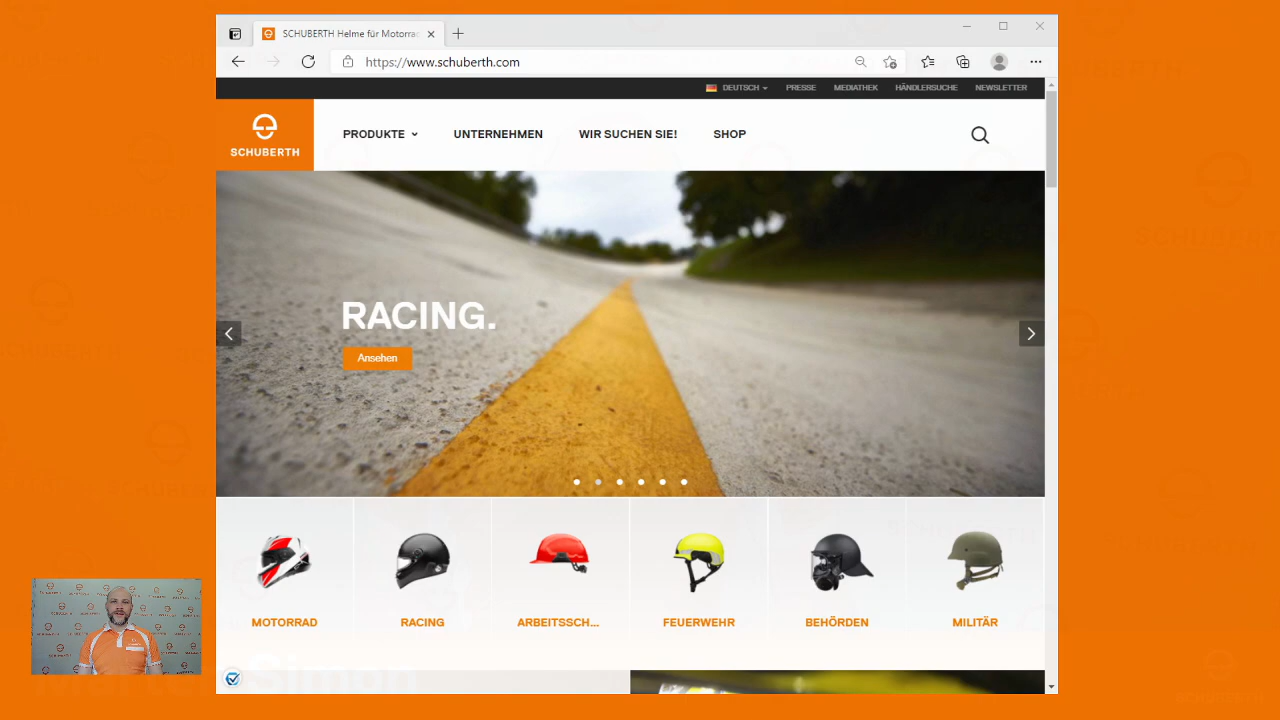 SCHUBERTH Helme für Motorrad
https://www.schuberth.com
DEUTSCH PRESSE MEDIATHEK HÄNDLERSUCHE NEWSLETTER
SCHUBERTH
PRODUKTE UNTERNEHMEN WIR SUCHEN SIE! SHOP
RACING.
Ansehen
MOTORRAD RACING ARBEITSSCH... FEUERWEHR BEHÖRDEN MILITÄR
Simon